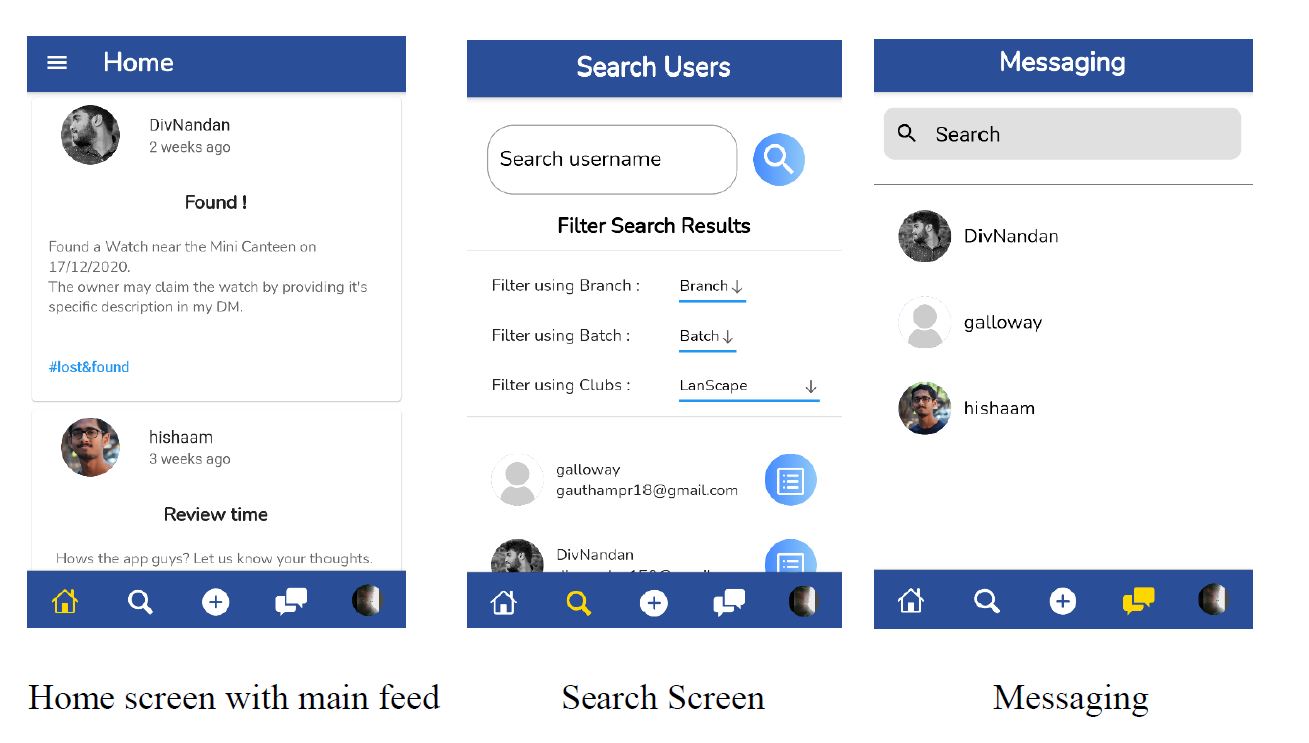 Home
DivNandan
2 weeks ago
Found !
Found a Watch near the Mini Canteen on
17/12/2020.
The owner may claim the watch by providing it's
specific description in my DM.
#lost&found
hishaam
3 weeks ago
Review time
Hows the app guys? Let us know your thoughts.
Home screen with main feed
Search Users
Search username
Filter Search Results
Filter using Branch :
Branch
Filter using Batch :
Batch
Filter using Clubs :
LanScape
galloway
gauthampr18@gmail.com
DivNandan
Search Screen
Messaging
Search
DivNandan
galloway
hishaam
Messaging